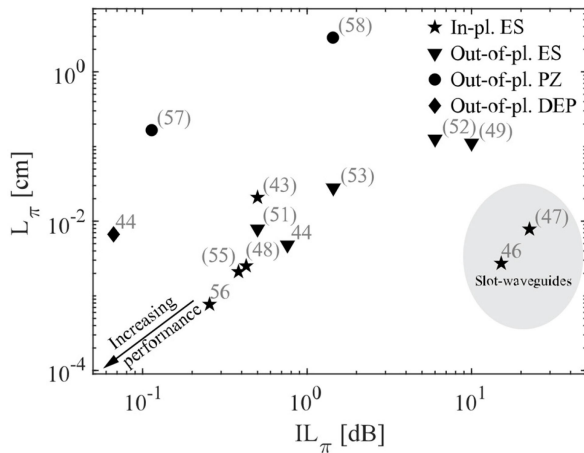 (58)
★ In-pl. ES
▼ Out-of-pl. ES
● Out-of-pl. PZ
◆ Out-of-pl. DEP
10^0
(57)
(52)
(49)
L_π [cm]
(43)
(53)
44
(51)
44
(47)
10^-2
(55)
(48)
46
56
Slot-waveguides
Increasing
performance
10^-4
10^-1
10^0
10^1
IL_π [dB]